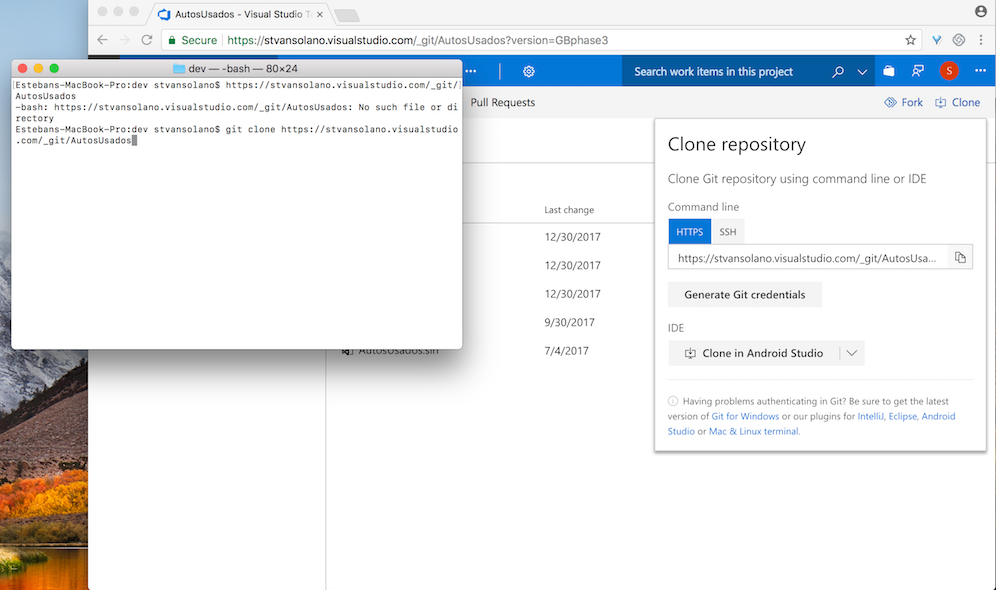 AutosUsados - Visual Studio T
Secure
https://stvansolano.visualstudio.com/_git/AutosUsados?version=GBphase3
dev — -bash — 80×24
Estebans-MacBook-Pro:dev stvansolano$ https://stvansolano.visualstudio.com/_git/
AutosUsados
-bash: https://stvansolano.visualstudio.com/_git/AutosUsados: No such file or di
rectory
Estebans-MacBook-Pro:dev stvansolano$ git clone https://stvansolano.visualstudio
.com/_git/AutosUsados
Search work items in this project
S
Pull Requests
Fork
Clone
Last change
12/30/2017
12/30/2017
12/30/2017
9/30/2017
AutosUsados.sln
7/4/2017
Clone repository
Clone Git repository using command line or IDE
Command line
HTTPS
SSH
https://stvansolano.visualstudio.com/_git/AutosUsa...
Generate Git credentials
IDE
Clone in Android Studio
Having problems authenticating in Git? Be sure to get the latest
version of Git for Windows or our plugins for IntelliJ, Eclipse, Android
Studio or Mac & Linux terminal.